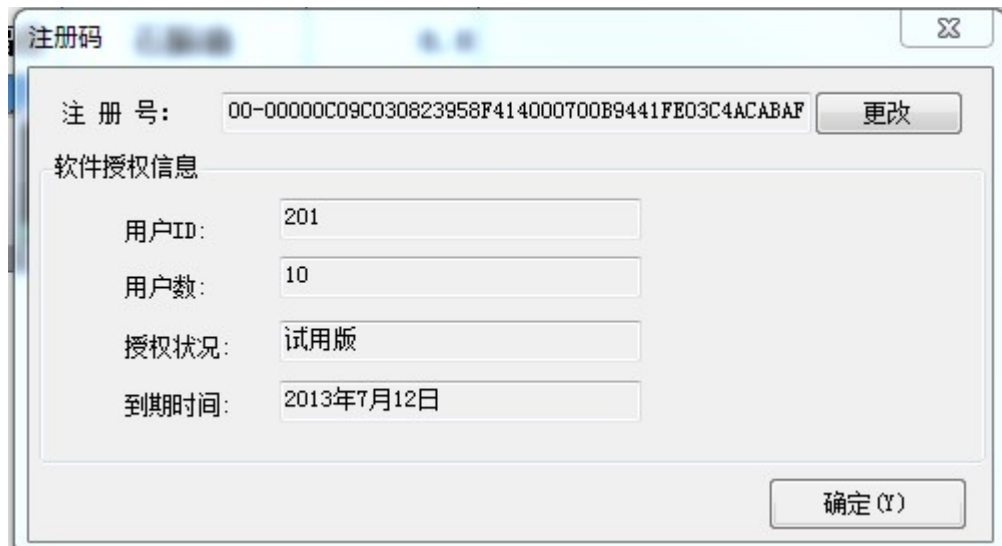 注册码
注 册 号: 00-00000C09C030823958F414000700B9441FE03C4ACABAF 更改
软件授权信息
用户ID: 201
用户数: 10
授权状况: 试用版
到期时间: 2013年7月12日
确定(Y)